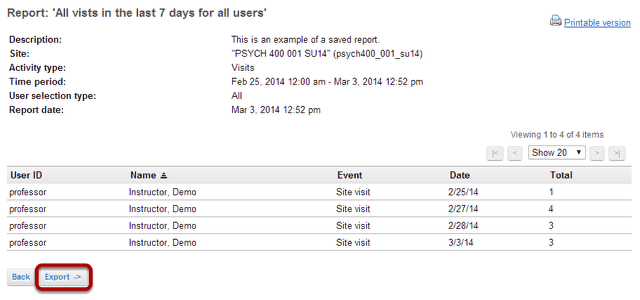 Report: 'All vists in the last 7 days for all users'
Printable version
Description: This is an example of a saved report.
Site: "PSYCH 400 001 SU14" (psych400_001_su14)
Activity type: Visits
Time period: Feb 25, 2014 12:00 am - Mar 3, 2014 12:52 pm
User selection type: All
Report date: Mar 3, 2014 12:52 pm
Viewing 1 to 4 of 4 items
|< < Show 20 > >|
User ID Name Event Date Total
professor Instructor, Demo Site visit 2/25/14 1
professor Instructor, Demo Site visit 2/27/14 4
professor Instructor, Demo Site visit 2/28/14 3
professor Instructor, Demo Site visit 3/3/14 3
Back Export ->